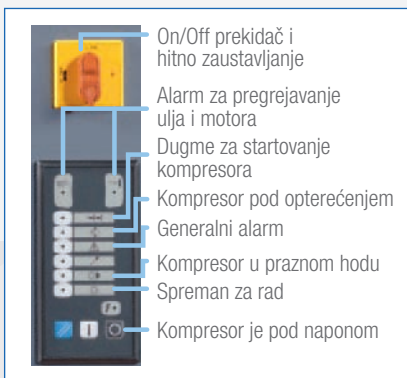 On/Off prekidač i
hitno zaustavljanje
Alarm za pregrejavanje
ulja i motora
Dugme za startovanje
kompresora
Kompresor pod opterećenjem
Generalni alarm
Kompresor u praznom hodu
Spreman za rad
Kompresor je pod naponom